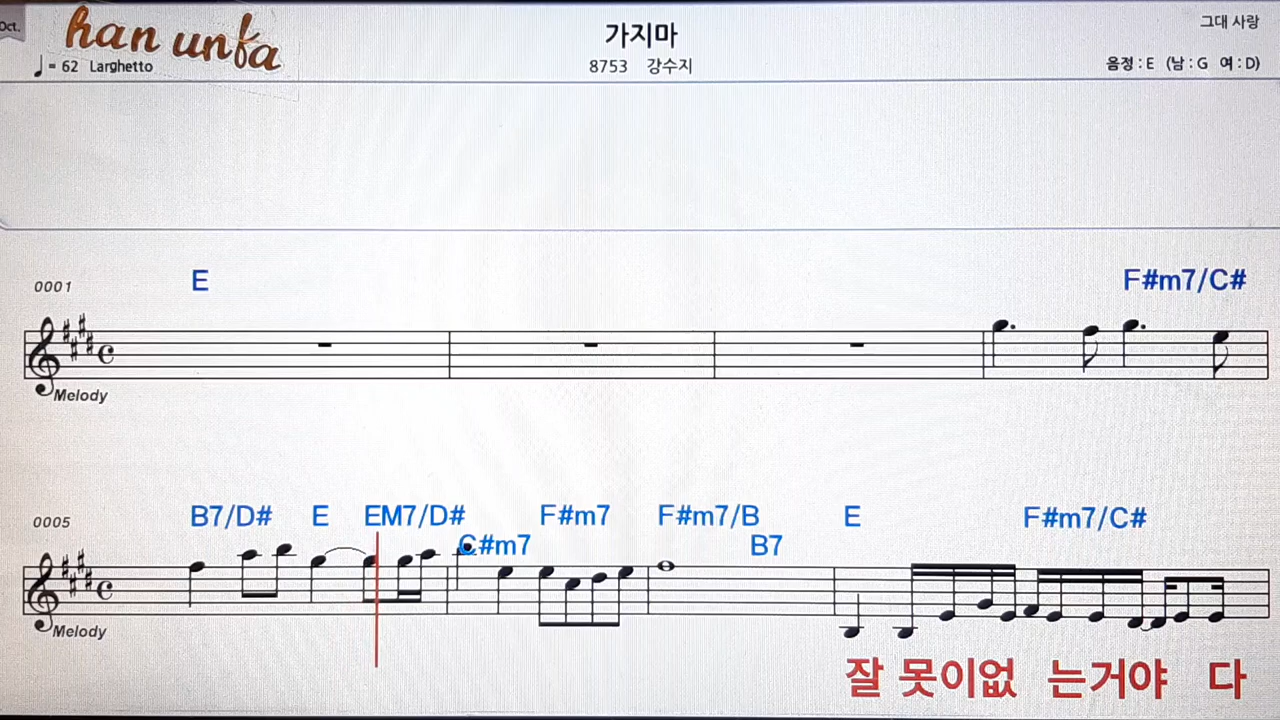 Oct.
han unfa
가지마
그대 사랑
♩= 62 Larghetto
8753 강수지
음정 : E (남 : G 여 : D)
0001
E F#m7/C#
Melody
0005
B7/D# E EM7/D# F#m7 F#m7/B E F#m7/C#
C#m7 B7
Melody
잘 못이없 는거야 다